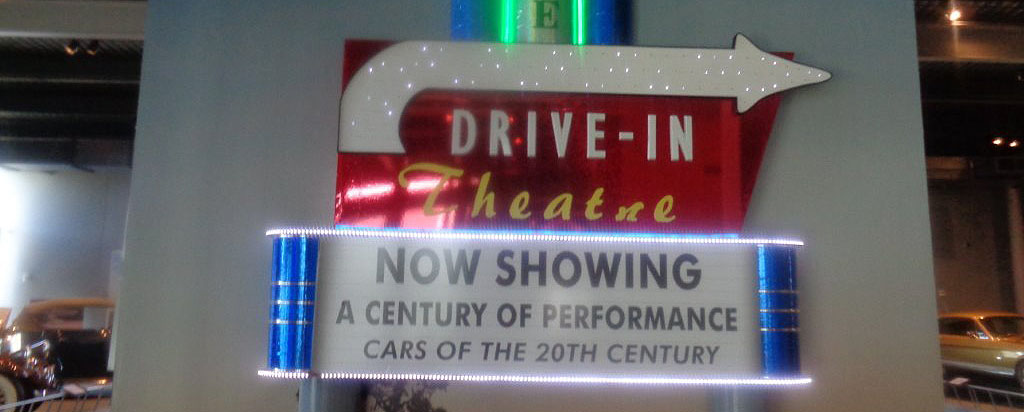 E
DRIVE-IN
Theatre
NOW SHOWING
A CENTURY OF PERFORMANCE
CARS OF THE 20TH CENTURY